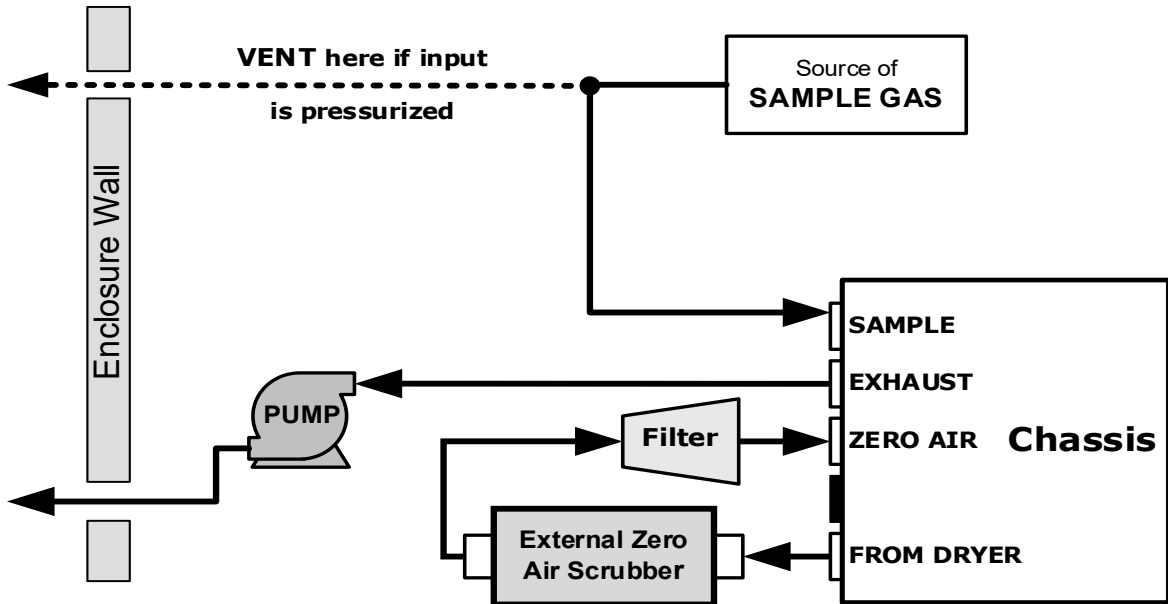 VENT here if input
is pressurized
Source of
SAMPLE GAS
Enclosure Wall
SAMPLE
EXHAUST
PUMP
Filter
ZERO AIR
Chassis
External Zero
Air Scrubber
FROM DRYER